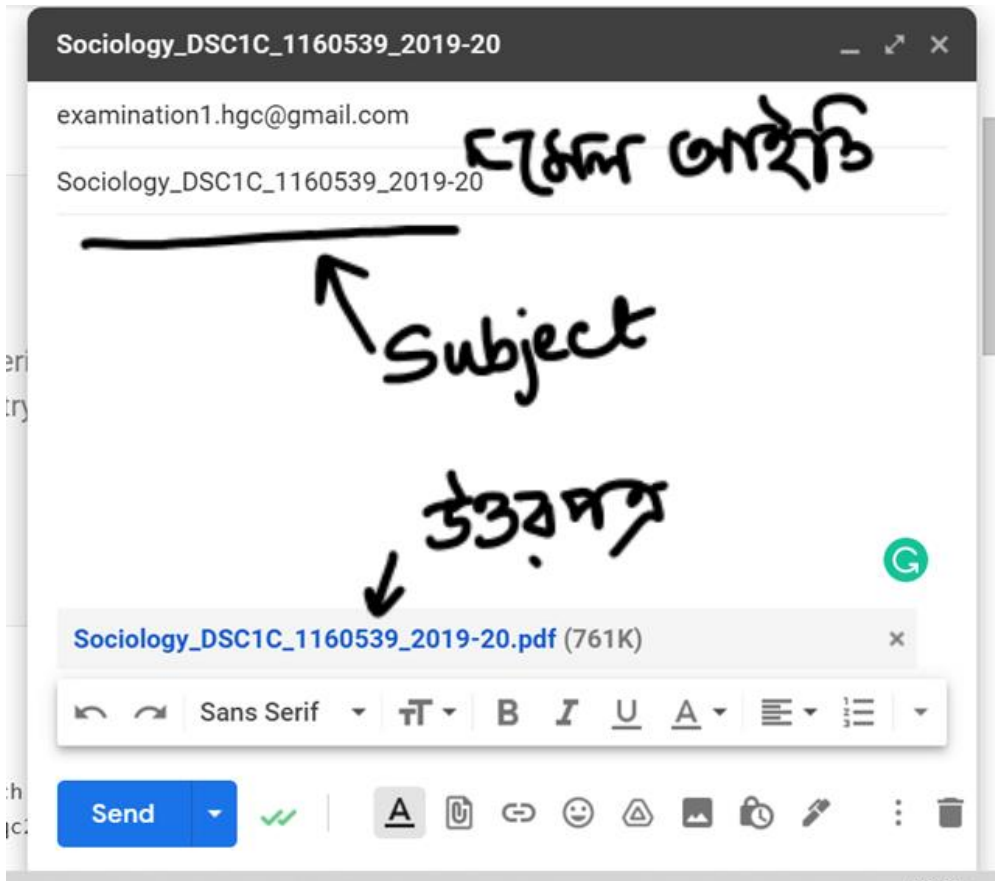 Sociology_DSC1C_1160539_2019-20
examination1.hgc@gmail.com
ইমেল আইডি
Sociology_DSC1C_1160539_2019-20
Subject
উত্তরপত্র
Sociology_DSC1C_1160539_2019-20.pdf (761K)
Sans Serif
B I U A
Send
A